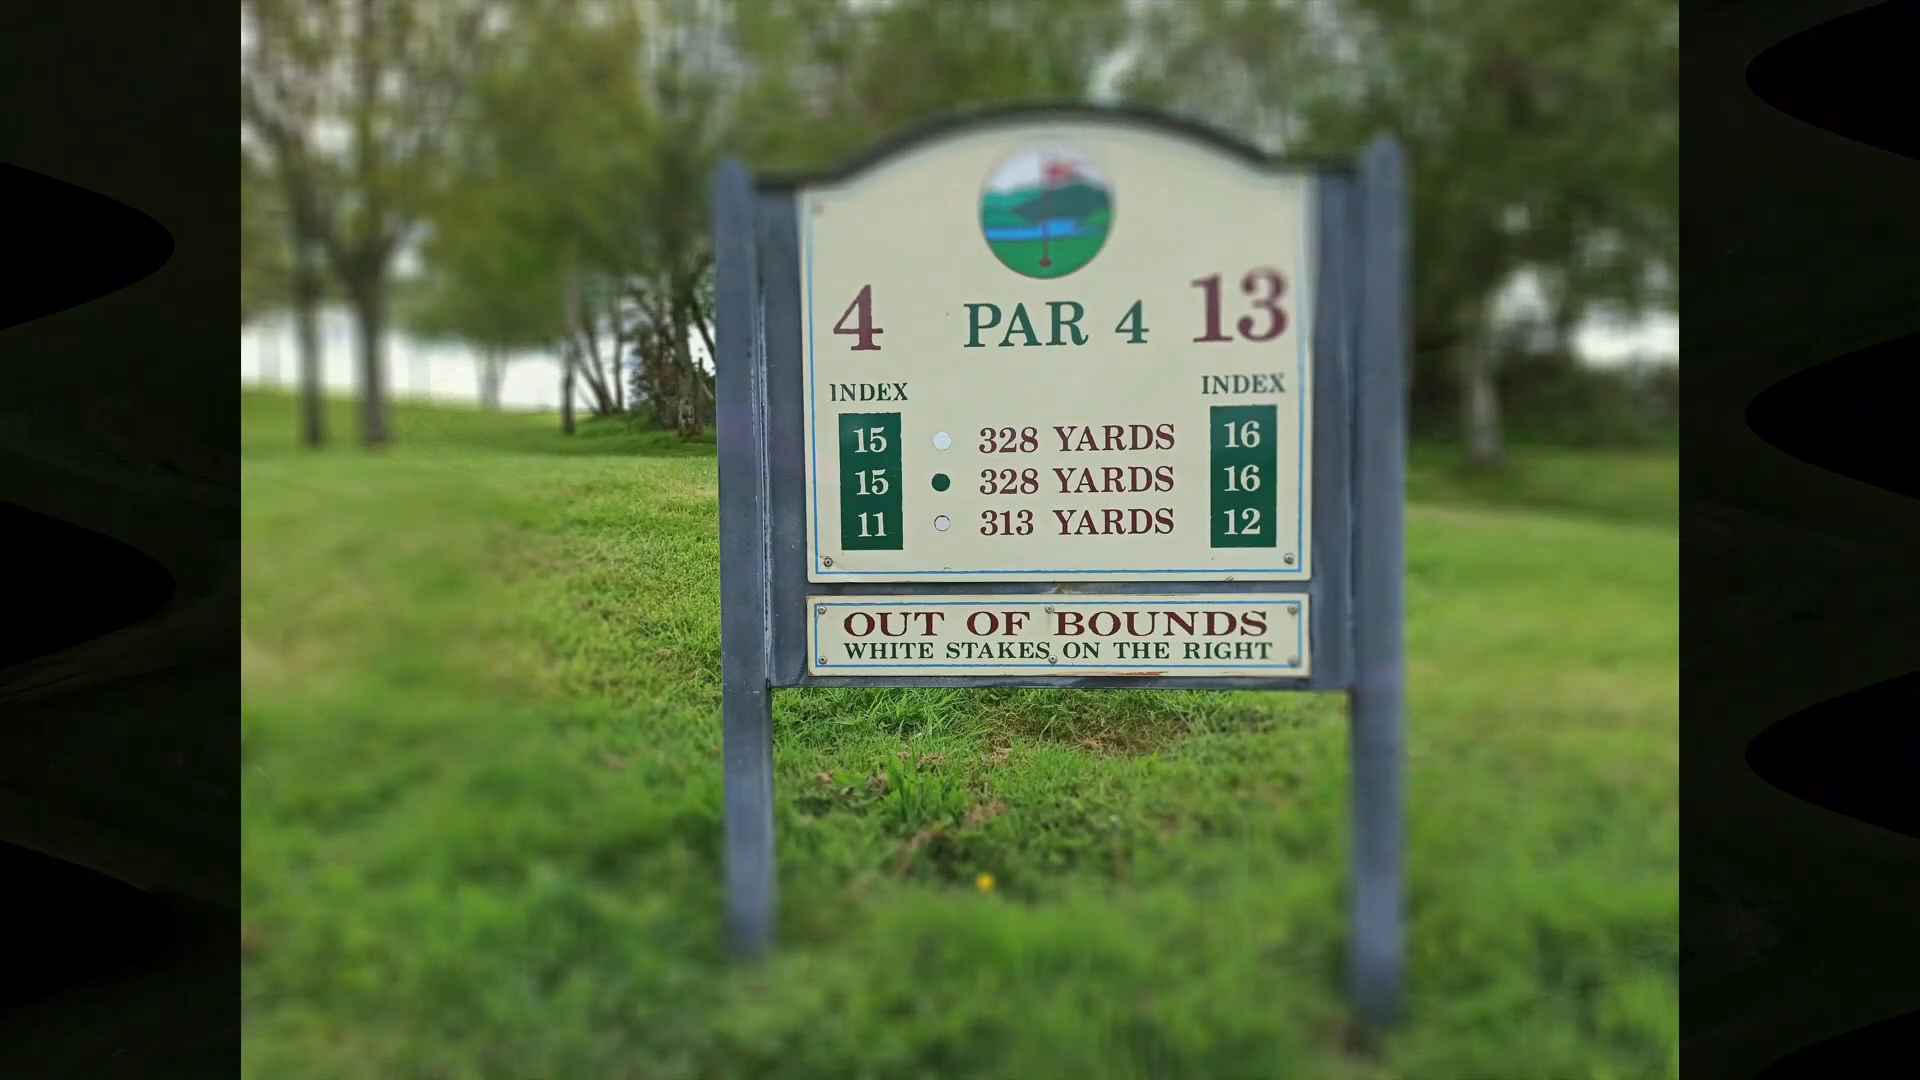 4 PAR 4 13
INDEX INDEX
15 328 YARDS 16
15 328 YARDS 16
11 313 YARDS 12
OUT OF BOUNDS
WHITE STAKES ON THE RIGHT